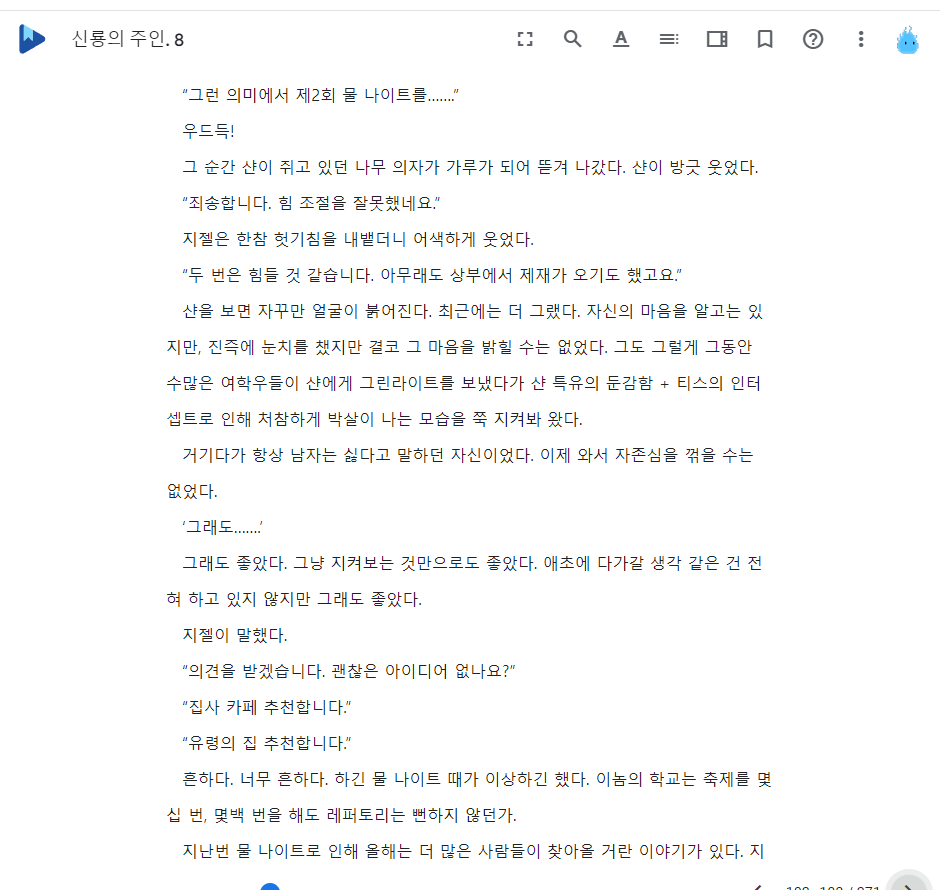 신룡의 주인. 8
“그런 의미에서 제2회 물 나이트를…….”
우드득!
그 순간 샨이 쥐고 있던 나무 의자가 가루가 되어 뜯겨 나갔다. 샨이 방긋 웃었다.
“죄송합니다. 힘 조절을 잘못했네요.”
지젤은 한참 헛기침을 내뱉더니 어색하게 웃었다.
“두 번은 힘들 것 같습니다. 아무래도 상부에서 제재가 오기도 했고요.”
샨을 보면 자꾸만 얼굴이 붉어진다. 최근에는 더 그랬다. 자신의 마음을 알고는 있
지만, 진즉에 눈치를 챘지만 결코 그 마음을 밝힐 수는 없었다. 그도 그럴게 그동안
수많은 여학우들이 샨에게 그린라이트를 보냈다가 샨 특유의 둔감함 + 티스의 인터
셉트로 인해 처참하게 박살이 나는 모습을 쭉 지켜봐 왔다.
거기다가 항상 남자는 싫다고 말하던 자신이었다. 이제 와서 자존심을 꺾을 수는
없었다.
‘그래도…….’
그래도 좋았다. 그냥 지켜보는 것만으로도 좋았다. 애초에 다가갈 생각 같은 건 전
혀 하고 있지 않지만 그래도 좋았다.
지젤이 말했다.
“의견을 받겠습니다. 괜찮은 아이디어 없나요?”
“집사 카페 추천합니다.”
“유령의 집 추천합니다.”
흔하다. 너무 흔하다. 하긴 물 나이트 때가 이상하긴 했다. 이놈의 학교는 축제를 몇
십 번, 몇백 번을 해도 레퍼토리는 뻔하지 않던가.
지난번 물 나이트로 인해 올해는 더 많은 사람들이 찾아올 거란 이야기가 있다. 지